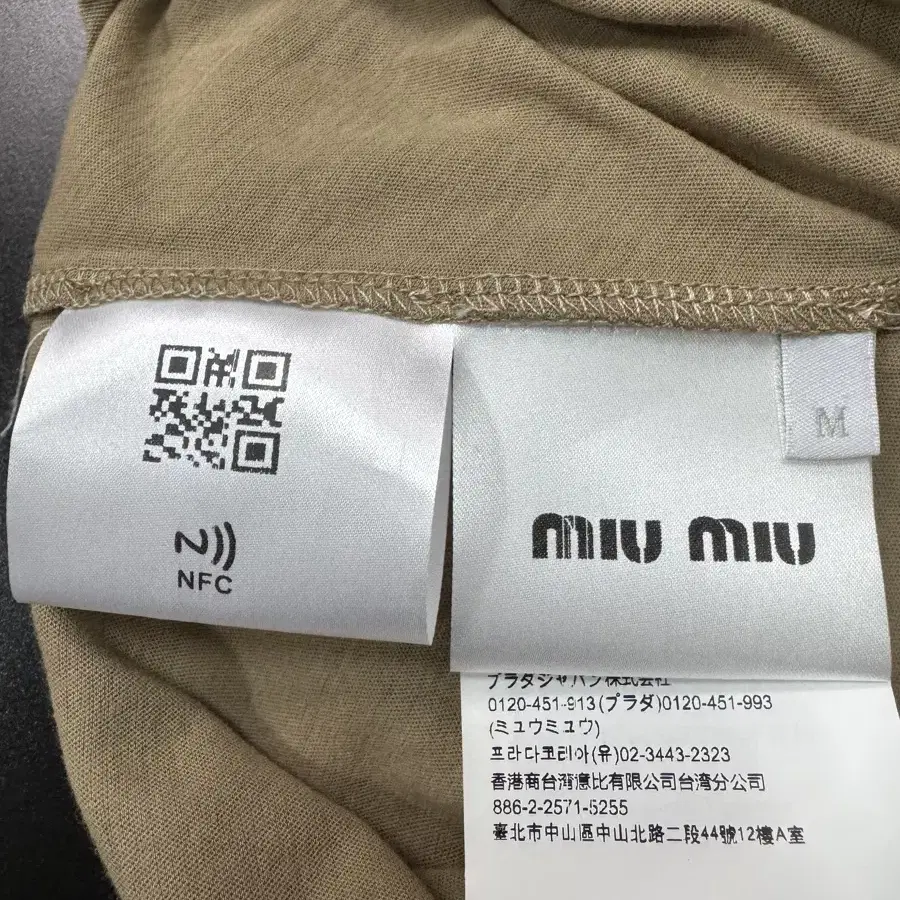 NFC
M
miu miu
プラダジャパン株式会社
0120-451-913(プラダ)0120-451-993
(ミュウミュウ)
프라다코리아(유)02-3443-2323
香港商台灣意比有限公司台湾分公司
886-2-2571-5255
臺北市中山區中山北路二段44號12樓A室